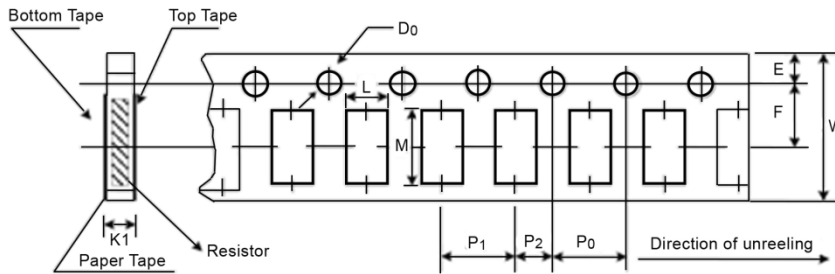 Bottom Tape
Top Tape
D0
E
L
F
W
M
K1
Resistor
Paper Tape
P1
P2
P0
Direction of unreeling